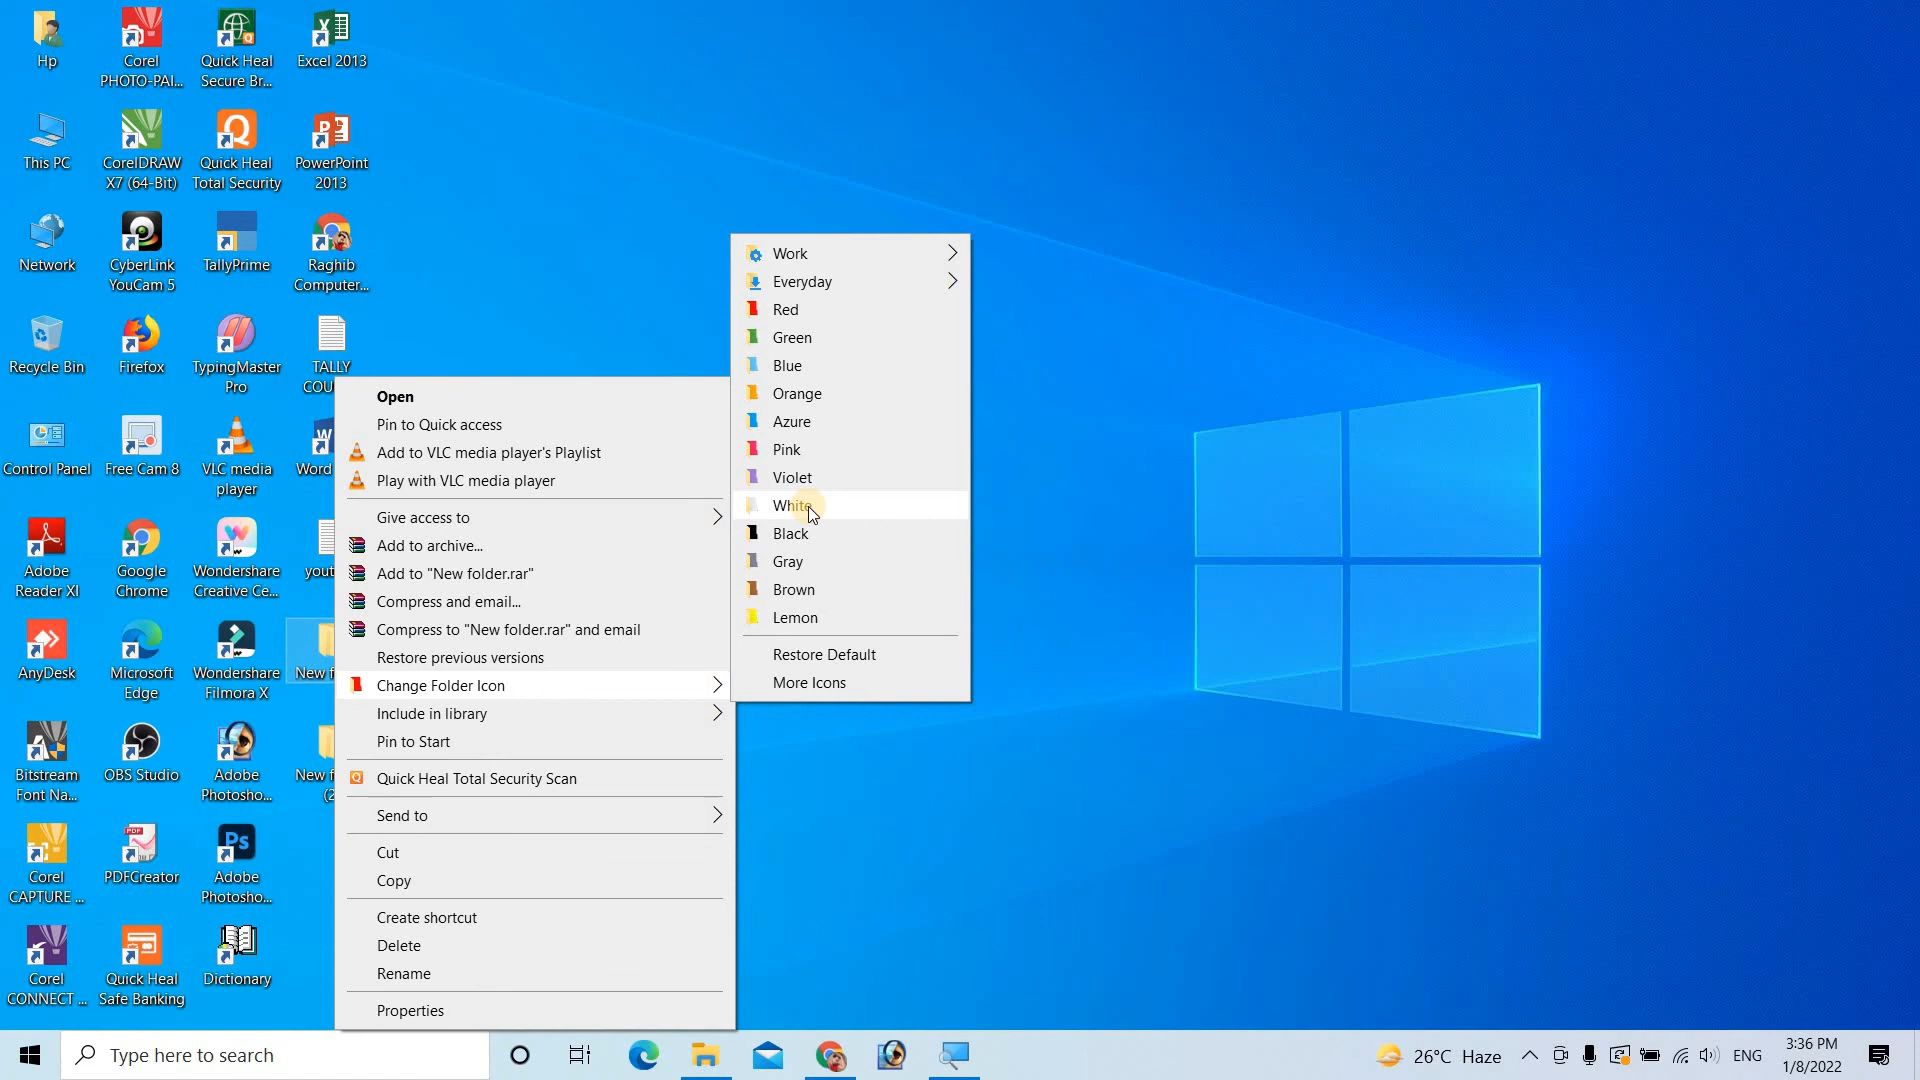 Hp
Corel
PHOTO-PAI...
Quick Heal
Secure Br...
Excel 2013
This PC
CorelDRAW
X7 (64-Bit)
Quick Heal
Total Security
PowerPoint
2013
Network
CyberLink
YouCam 5
TallyPrime
Raghib
Computer...
Recycle Bin
Firefox
TypingMaster
Pro
TALLY
COU
Control Panel
Free Cam 8
VLC media
player
Word
Adobe
Reader XI
Google
Chrome
Wondershare
Creative Ce...
yout
AnyDesk
Microsoft
Edge
Wondershare
Filmora X
New f
Bitstream
Font Na...
OBS Studio
Adobe
Photosho...
New f
(2
Corel
CAPTURE ...
PDFCreator
Adobe
Photosho...
Corel
CONNECT ...
Quick Heal
Safe Banking
Dictionary
Open
Pin to Quick access
Add to VLC media player's Playlist
Play with VLC media player
Give access to
Add to archive...
Add to "New folder.rar"
Compress and email...
Compress to "New folder.rar" and email
Restore previous versions
Change Folder Icon
Include in library
Pin to Start
Quick Heal Total Security Scan
Send to
Cut
Copy
Create shortcut
Delete
Rename
Properties
Work
Everyday
Red
Green
Blue
Orange
Azure
Pink
Violet
White
Black
Gray
Brown
Lemon
Restore Default
More Icons
Type here to search
26°C Haze
ENG
3:36 PM
1/8/2022